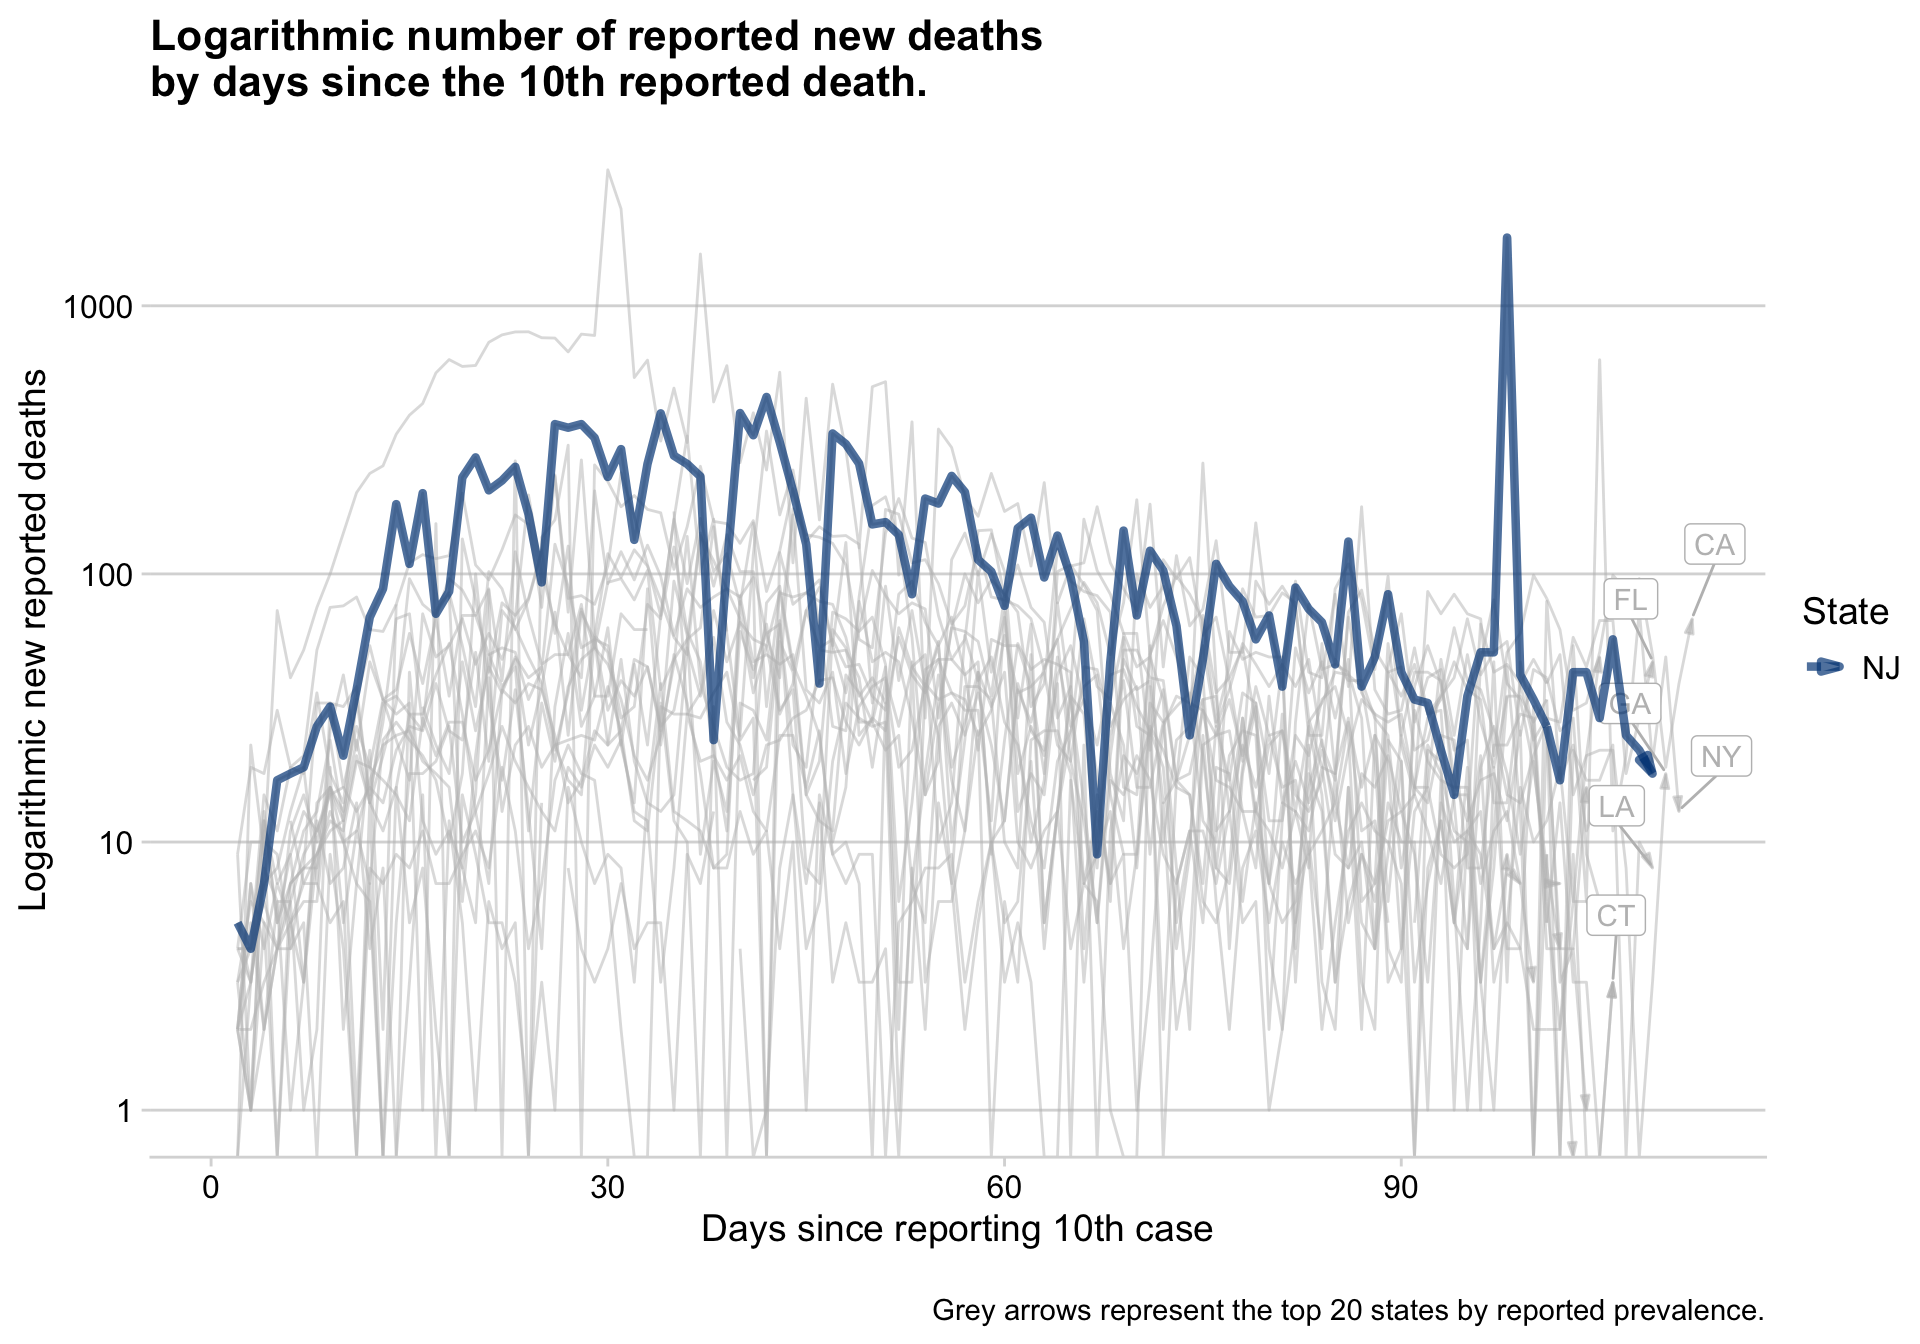 Logarithmic number of reported new deaths
by days since the 10th reported death.
1000
100
10
1
Logarithmic new reported deaths
CA
FL
GA
NY
LA
CT
State
NJ
0
30
60
90
Days since reporting 10th case
Grey arrows represent the top 20 states by reported prevalence.